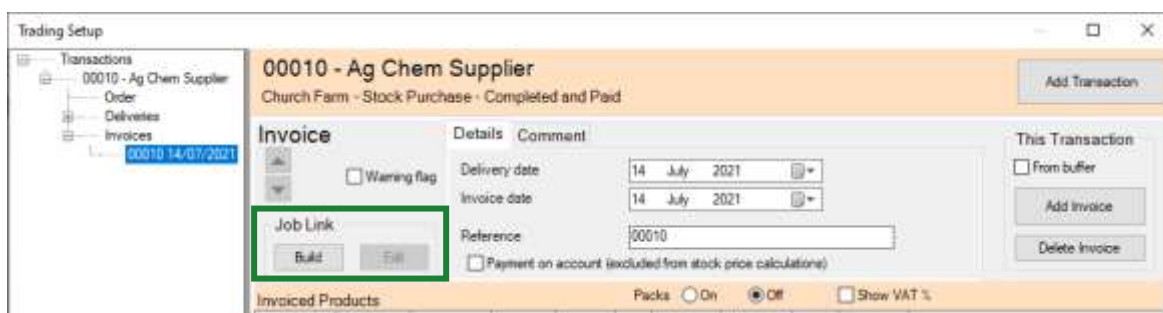 Trading Setup
Transactions
00010 - Ag Chem Supplier
Order
Deliveries
Invoices
00010 14/07/2021
00010 - Ag Chem Supplier
Church Farm - Stock Purchase - Completed and Paid
Add Transaction
Invoice
Warning flag
Job Link
Build
Edit
Details
Comment
Delivery date
14 July 2021
Invoice date
14 July 2021
Reference
00010
Payment on account (excluded from stock price calculations)
This Transaction
From buffer
Add Invoice
Delete Invoice
Invoiced Products
Packs
On
Off
Show VAT %